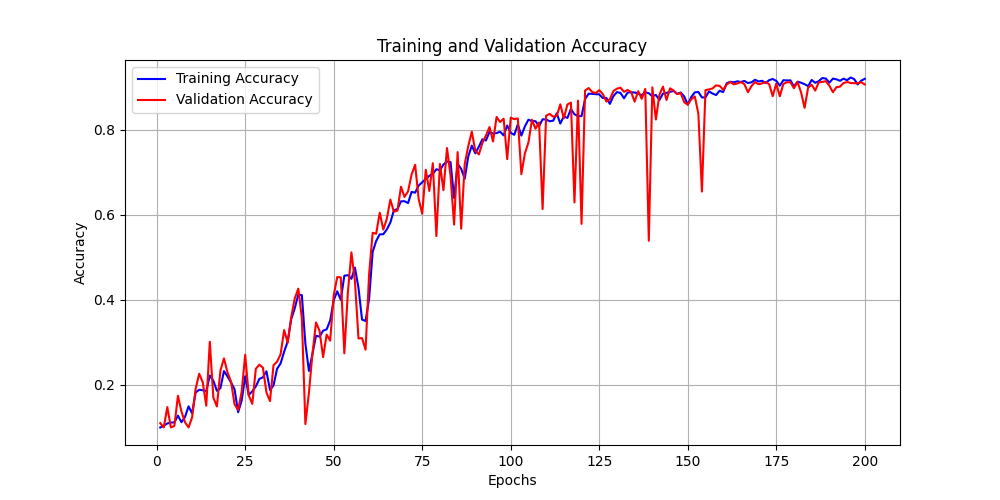 Training and Validation Accuracy
Training Accuracy
Validation Accuracy
Accuracy
0.8
0.6
0.4
0.2
0 25 50 75 100 125 150 175 200
Epochs